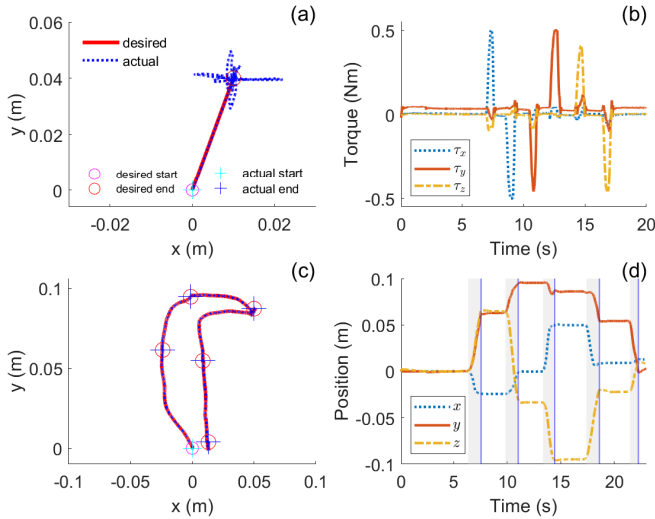 (a)
0.06
0.04
0.02
0
y (m)
desired
actual
desired start
desired end
actual start
actual end
-0.02
0
0.02
x (m)
(b)
0.5
0
-0.5
Torque (Nm)
τx
τy
τz
0
5
10
15
20
Time (s)
(c)
0.1
0.05
0
y (m)
-0.1
-0.05
0
0.05
0.1
x (m)
(d)
0.1
0.05
0
-0.05
-0.1
Position (m)
x
y
z
0
5
10
15
20
Time (s)